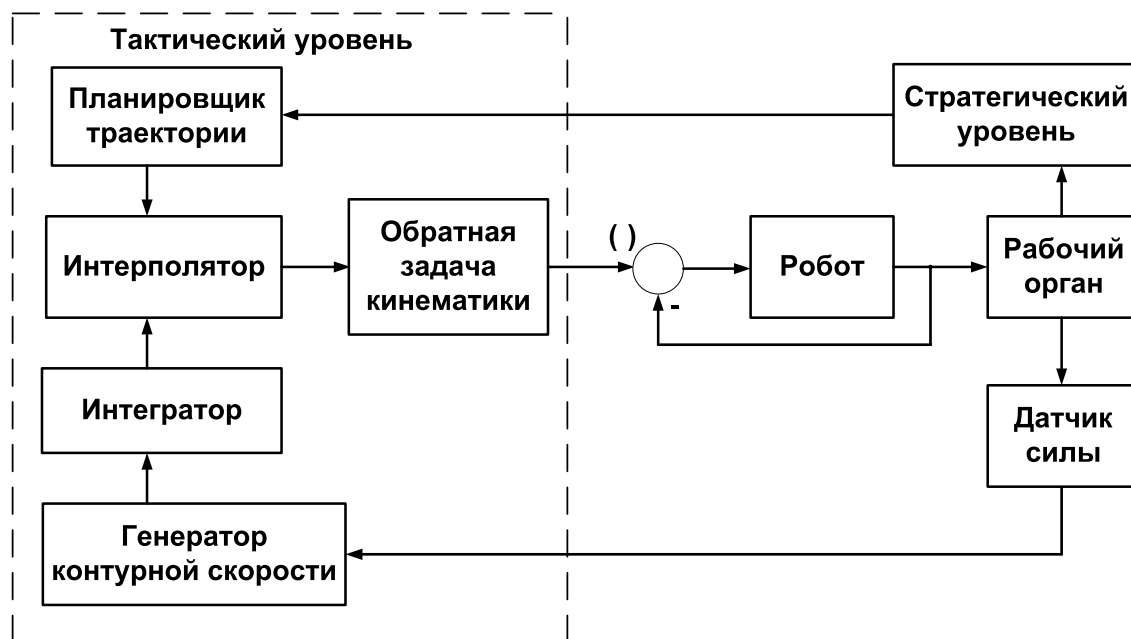 Тактический уровень
Планировщик
траектории
Стратегический
уровень
Интерполятор
Обратная
задача
кинематики
( )
-
Робот
Рабочий
орган
Интегратор
Датчик
силы
Генератор
контурной скорости